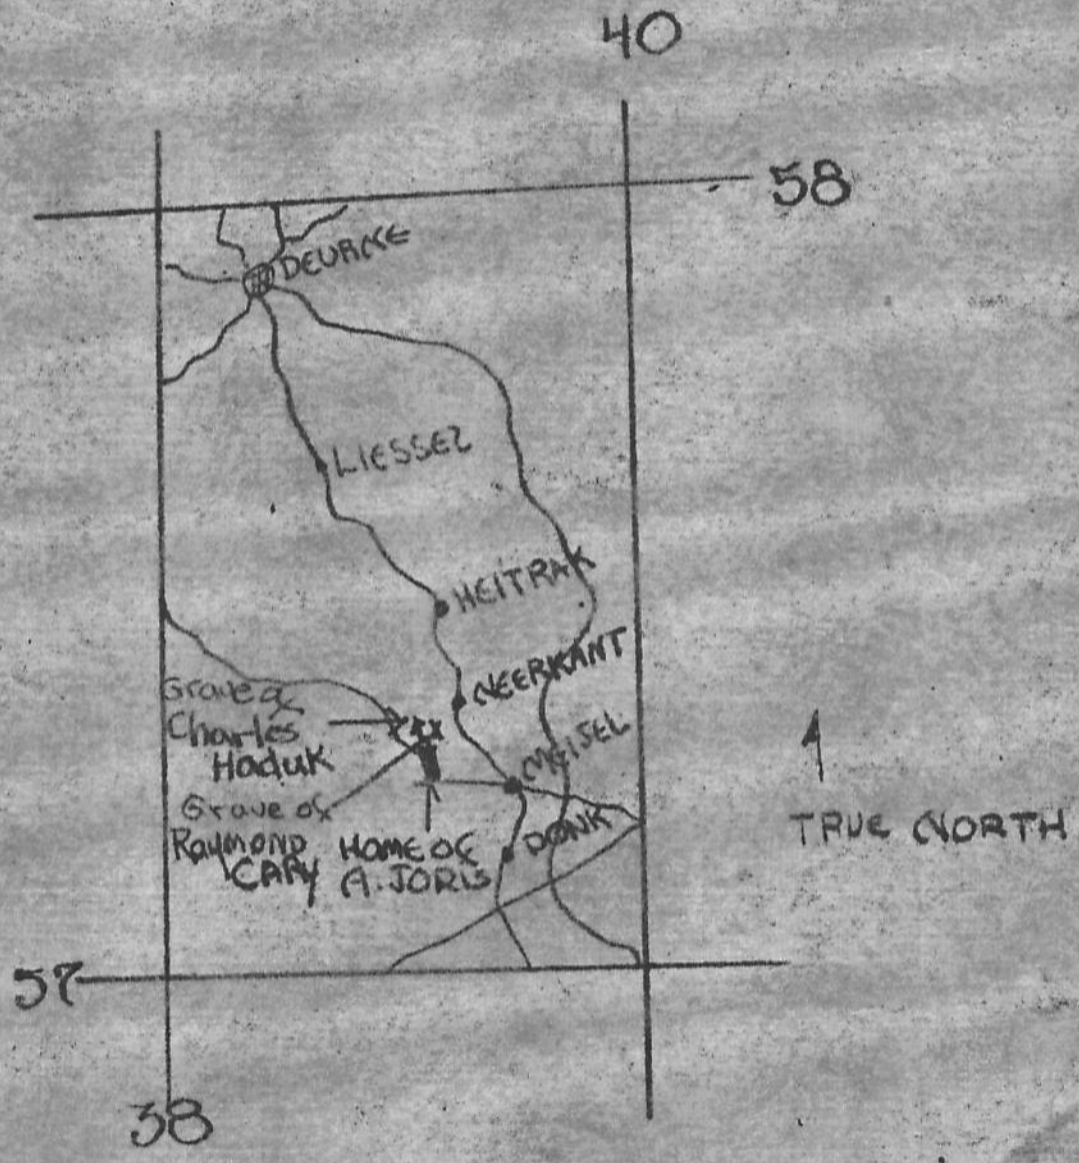 40
58
DEURNE
LIESSEL
HEITRAK
NEERKANT
Grave of
Charles
Haduk
MEISEL
Grave of
Raymond
CARY
HOME OF
A. JORIS
DONK
TRUE NORTH
57
38